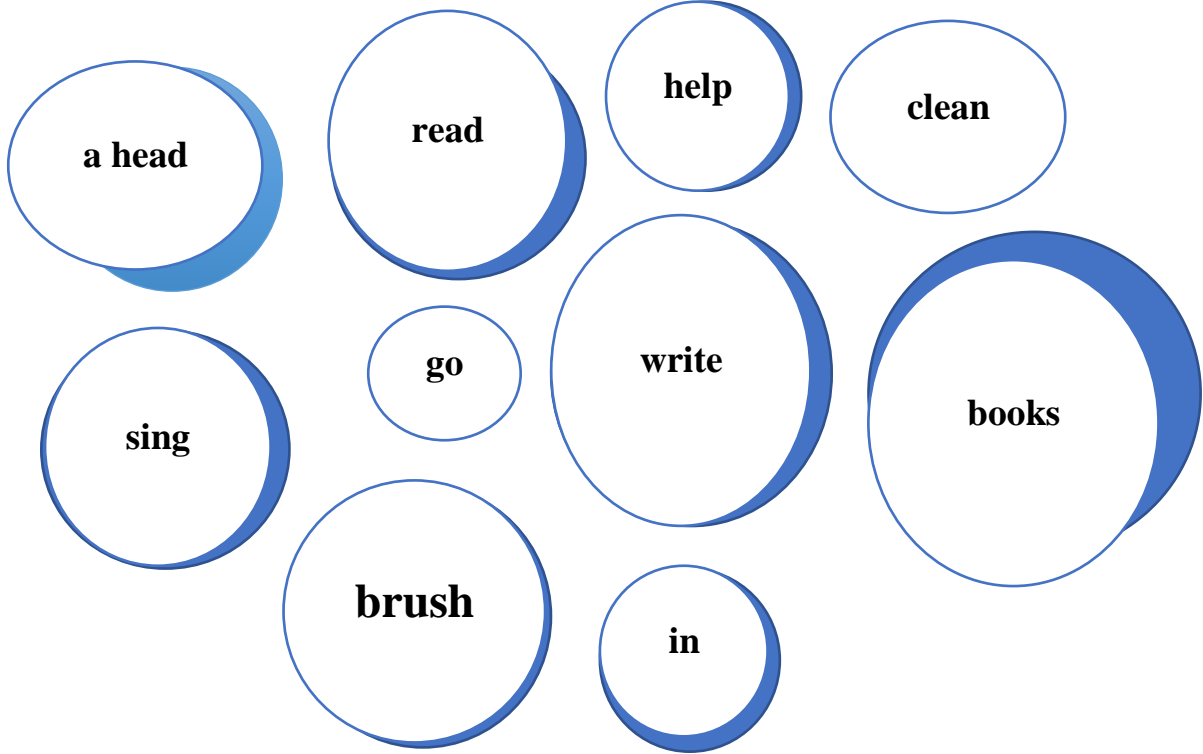 a head
read
help
clean
sing
go
write
books
brush
in